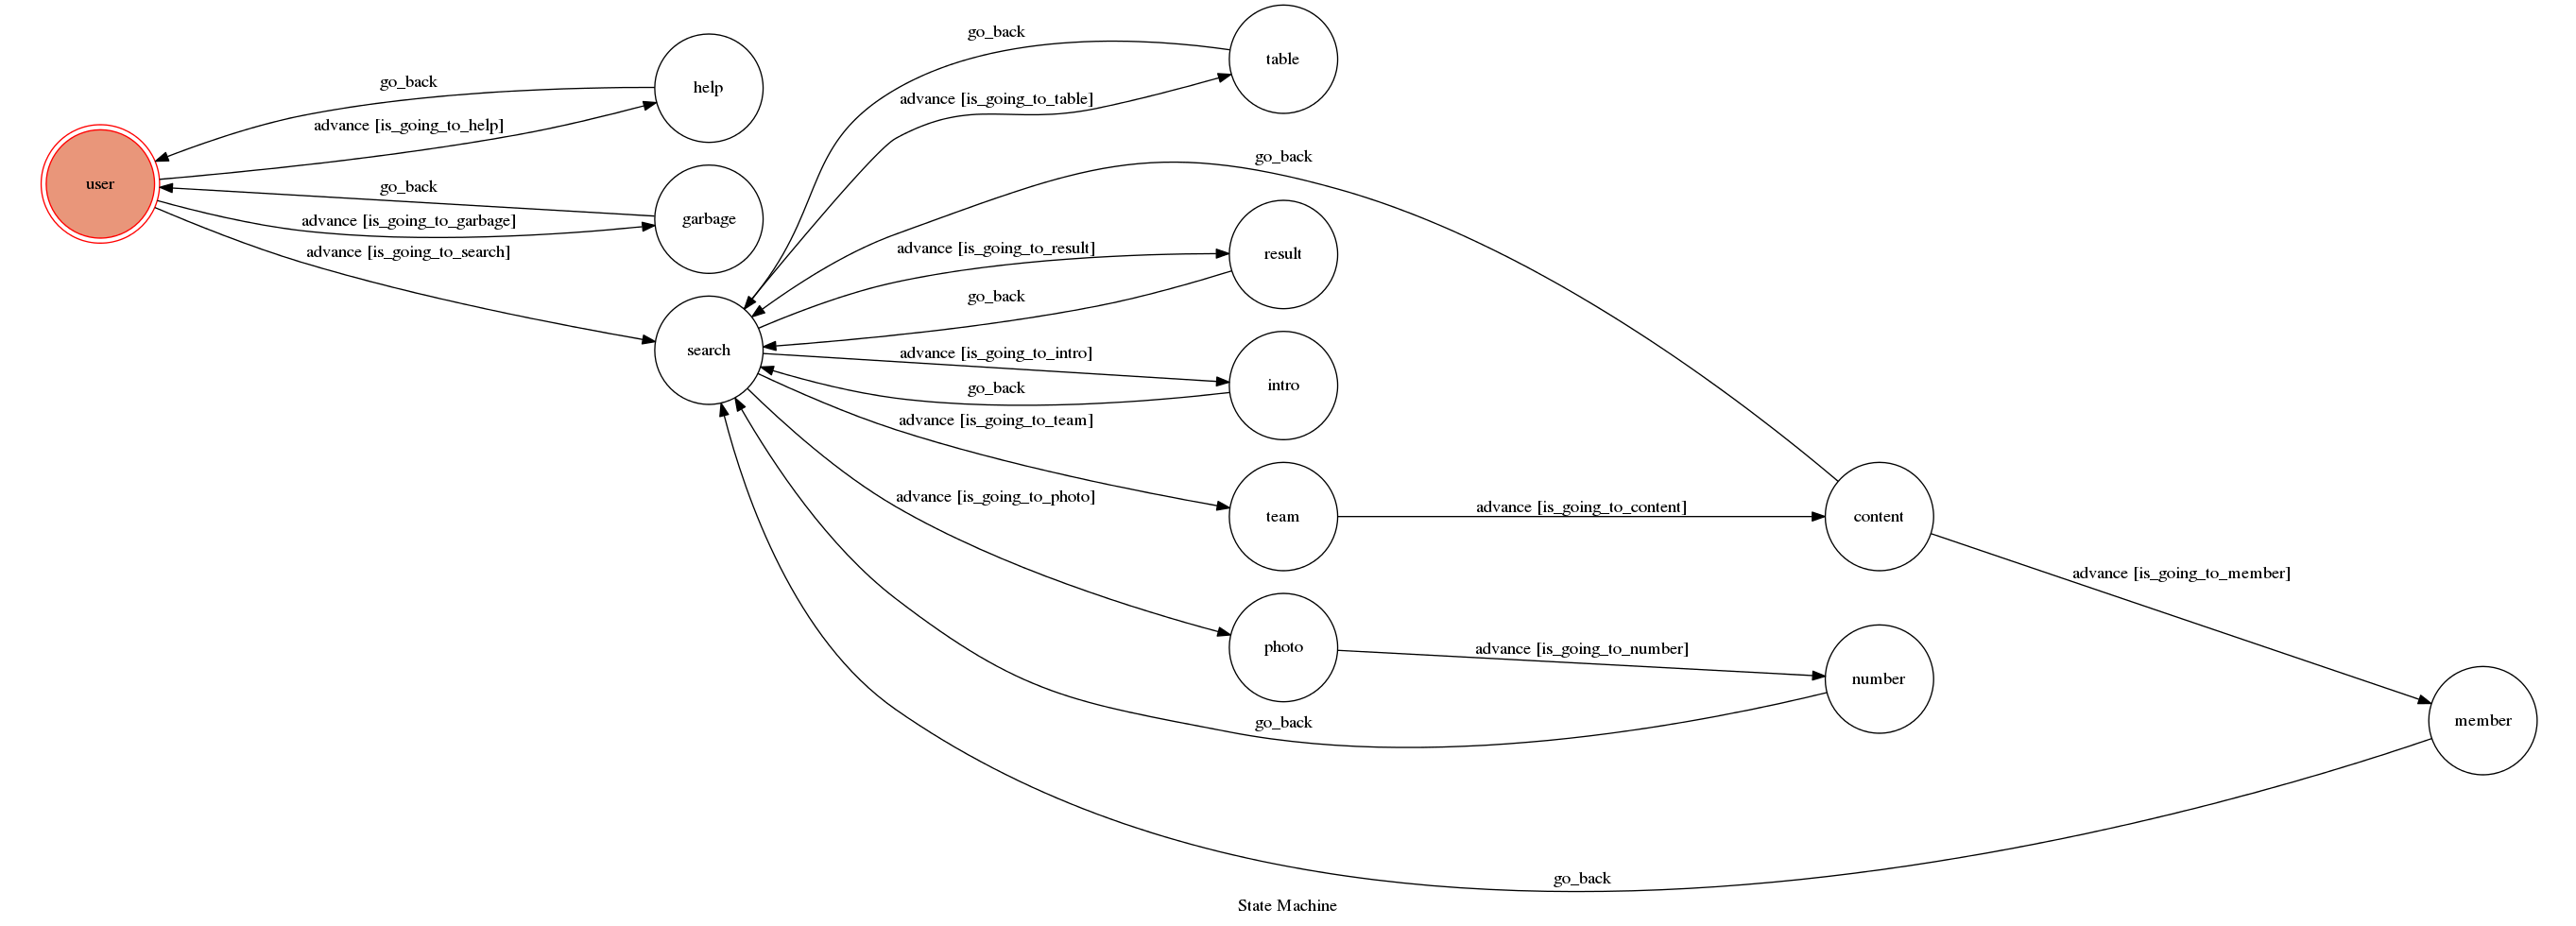 go_back
table
go_back
help
advance [is_going_to_table]
advance [is_going_to_help]
go_back
user
go_back
garbage
advance [is_going_to_garbage]
advance [is_going_to_search]
advance [is_going_to_result]
result
go_back
search
advance [is_going_to_intro]
intro
go_back
advance [is_going_to_team]
advance [is_going_to_photo]
team
advance [is_going_to_content]
content
advance [is_going_to_member]
photo
advance [is_going_to_number]
number
go_back
member
go_back
State Machine